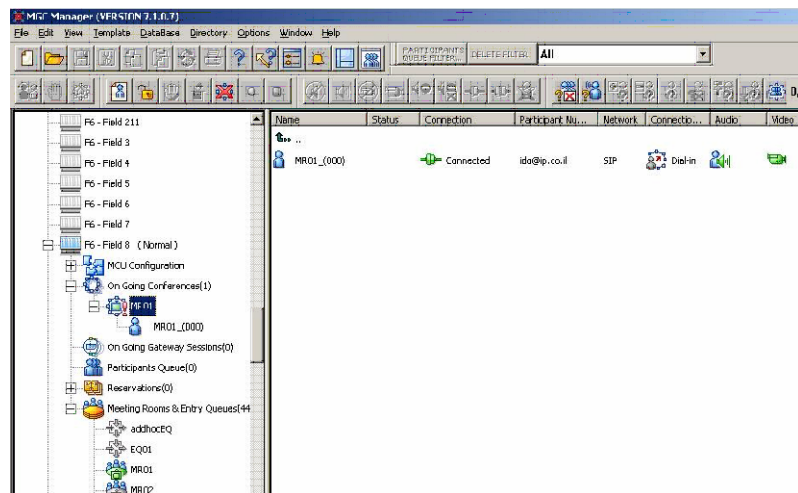 MGC Manager (VERSION 7.1.0.7)
File Edit View Template DataBase Directory Options Window Help
PARTICIPANTS QUEUE FILTER... DELETE FILTER All
Name Status Connection Participant Nu... Network Connectio... Audio Video
..
MR01_(000) Connected ida@ip.co.il SIP Dial-in
F6 - Field 211
F6 - Field 3
F6 - Field 4
F6 - Field 5
F6 - Field 6
F6 - Field 7
F6 - Field 8 (Normal)
MCU Configuration
On Going Conferences(1)
MR01
MR01_(000)
On Going Gateway Sessions(0)
Participants Queue(0)
Reservations(0)
Meeting Rooms & Entry Queues(44
addhocEQ
EQ01
MR01
MR02